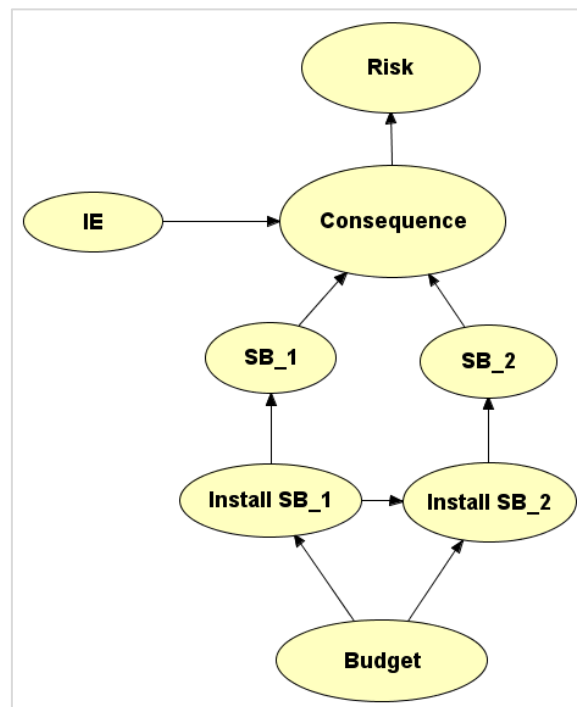 Risk
IE
Consequence
SB_1
SB_2
Install SB_1
Install SB_2
Budget